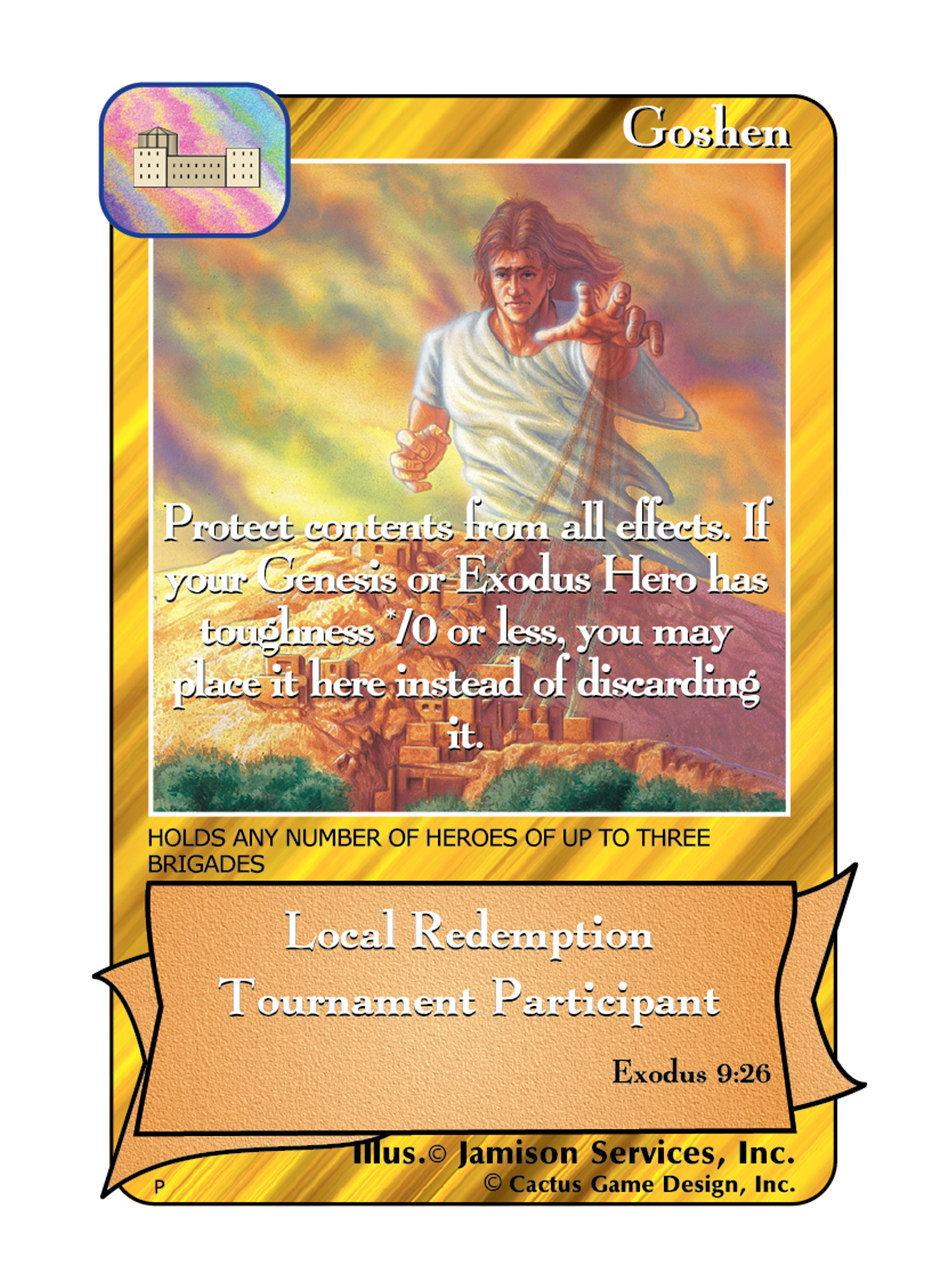 Goshen
Protect contents from all effects. If
your Genesis or Exodus Hero has
toughness */0 or less, you may
place it here instead of discarding
it.
HOLDS ANY NUMBER OF HEROES OF UP TO THREE
BRIGADES
Local Redemption
Tournament Participant
Exodus 9:26
Illus.© Jamison Services, Inc.
P © Cactus Game Design, Inc.